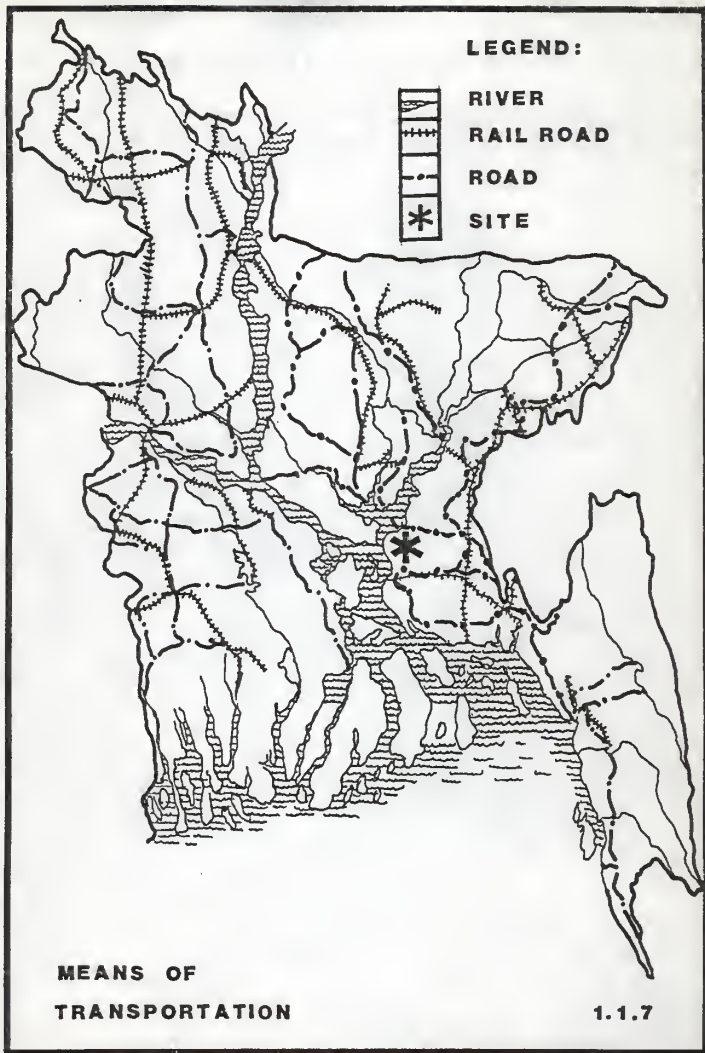 LEGEND:
RIVER
RAIL ROAD
ROAD
SITE
MEANS OF
TRANSPORTATION
1.1.7